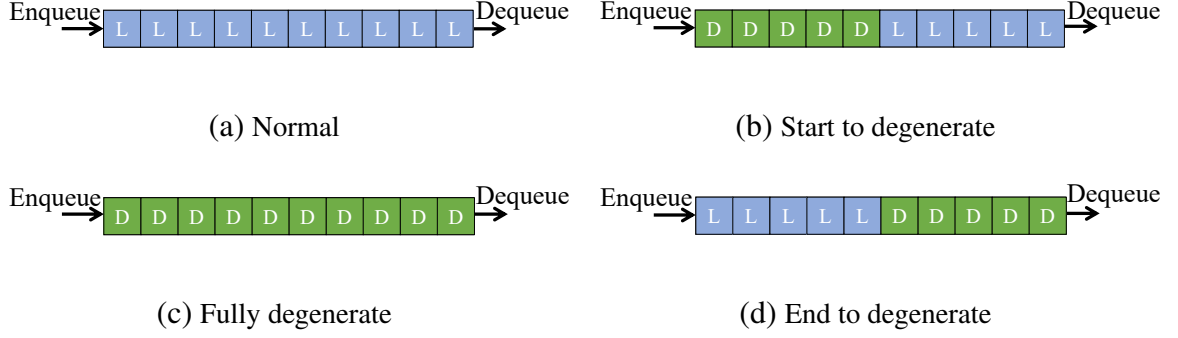 Enqueue Dequeue
L L L L L L L L L L
(a) Normal
Enqueue Dequeue
D D D D D L L L L L
(b) Start to degenerate
Enqueue Dequeue
D D D D D D D D D D
(c) Fully degenerate
Enqueue Dequeue
L L L L L D D D D D
(d) End to degenerate